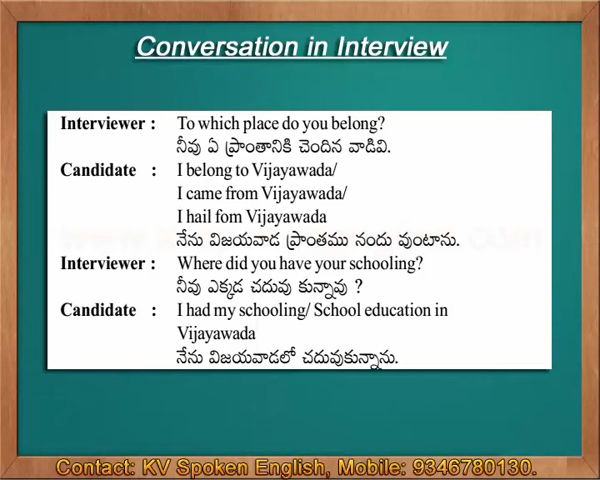 Conversation in Interview
Interviewer : To which place do you belong?
నీవు ఏ ప్రాంతానికి చెందిన వాడివి.
Candidate : I belong to Vijayawada/
I came from Vijayawada/
I hail fom Vijayawada
నేను విజయవాడ ప్రాంతము నందు వుంటాను.
Interviewer : Where did you have your schooling?
నీవు ఎక్కడ చదువు కున్నావు ?
Candidate : I had my schooling/ School education in
Vijayawada
నేను విజయవాడలో చదువుకున్నాను.
Contact: KV Spoken English, Mobile: 9346780130.